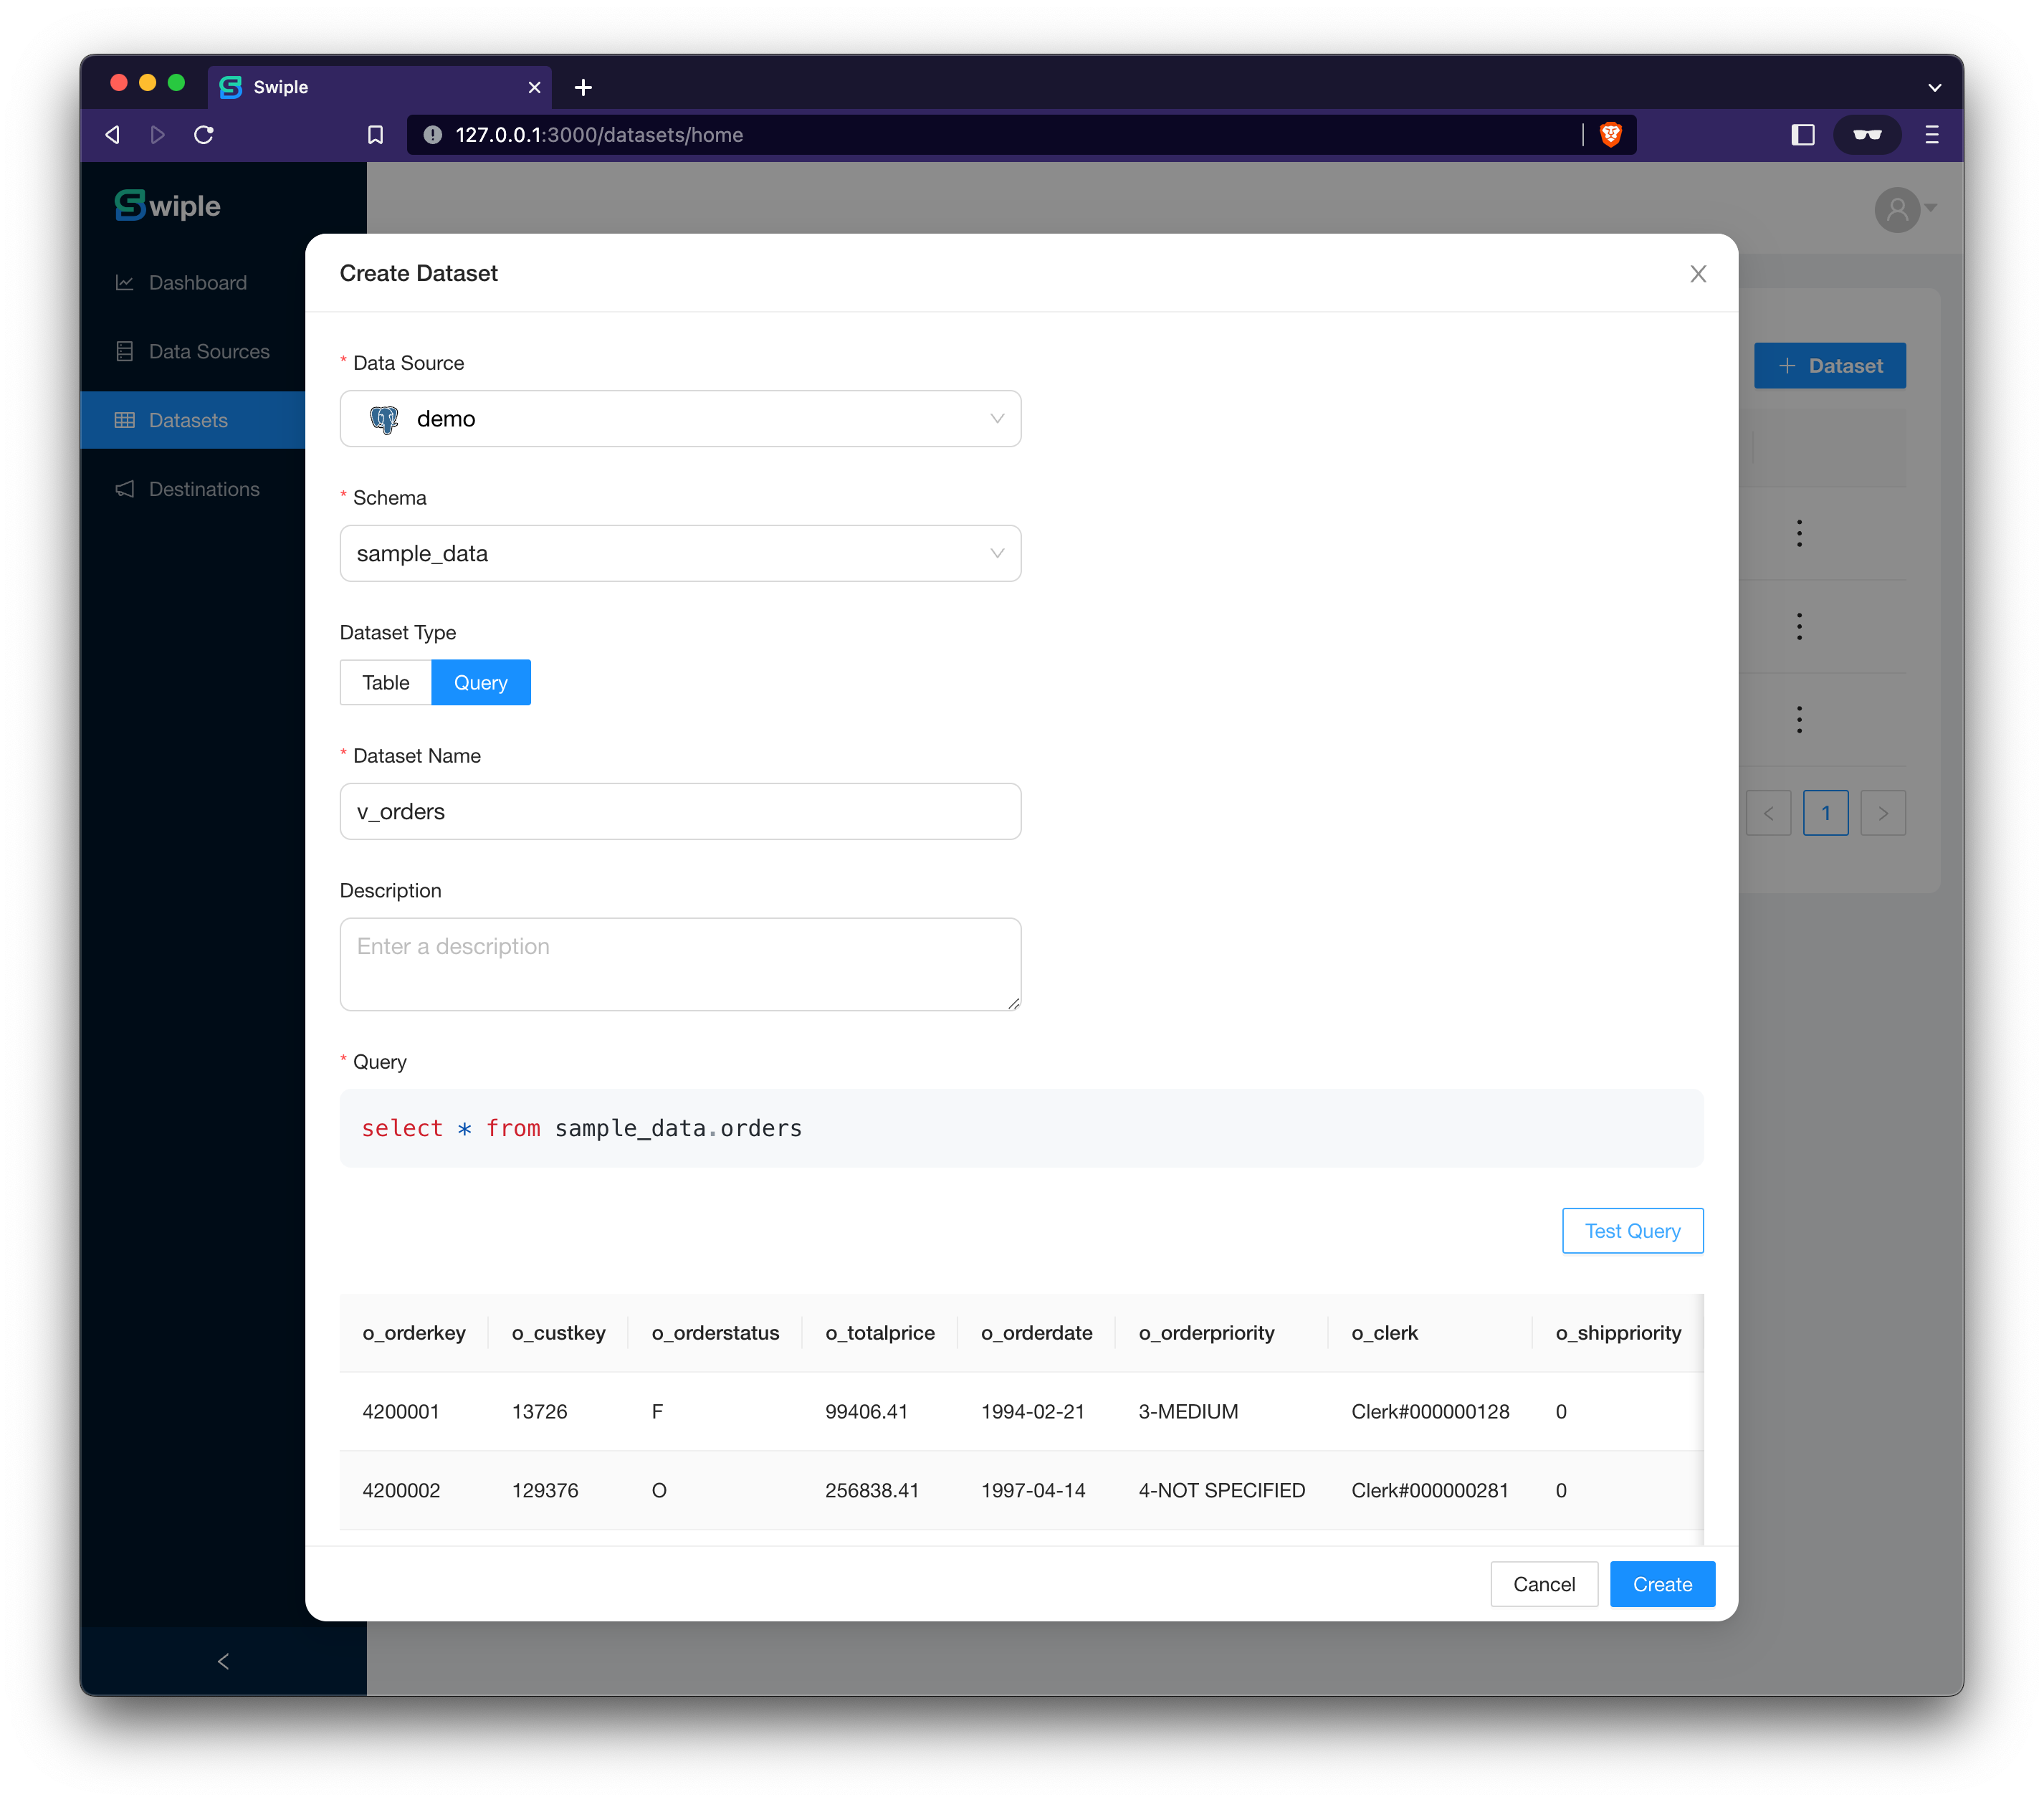 Swiple
127.0.0.1:3000/datasets/home
Swiple
Dashboard
Data Sources
Datasets
Destinations
+ Dataset
1
Create Dataset
* Data Source
demo
* Schema
sample_data
Dataset Type
Table Query
* Dataset Name
v_orders
Description
Enter a description
* Query
select * from sample_data.orders
Test Query
o_orderkey o_custkey o_orderstatus o_totalprice o_orderdate o_orderpriority o_clerk o_shippriority
4200001 13726 F 99406.41 1994-02-21 3-MEDIUM Clerk#000000128 0
4200002 129376 O 256838.41 1997-04-14 4-NOT SPECIFIED Clerk#000000281 0
Cancel Create